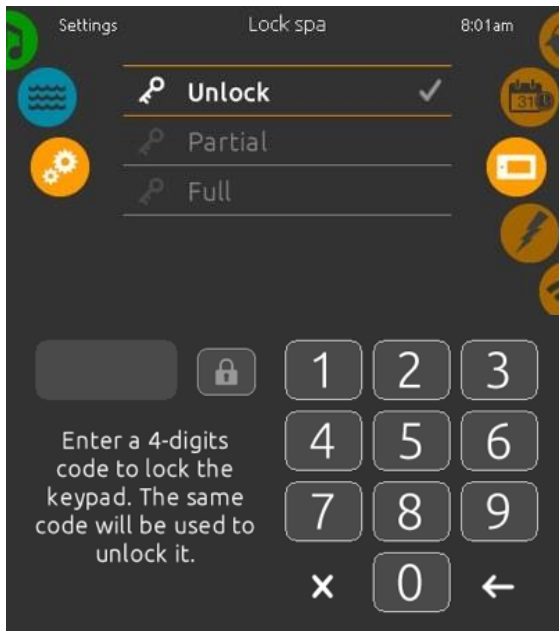 Settings
Lock spa
8:01am
Unlock
Partial
Full
31
1 2 3
4 5 6
7 8 9
0
Enter a 4-digits
code to lock the
keypad. The same
code will be used to
unlock it.